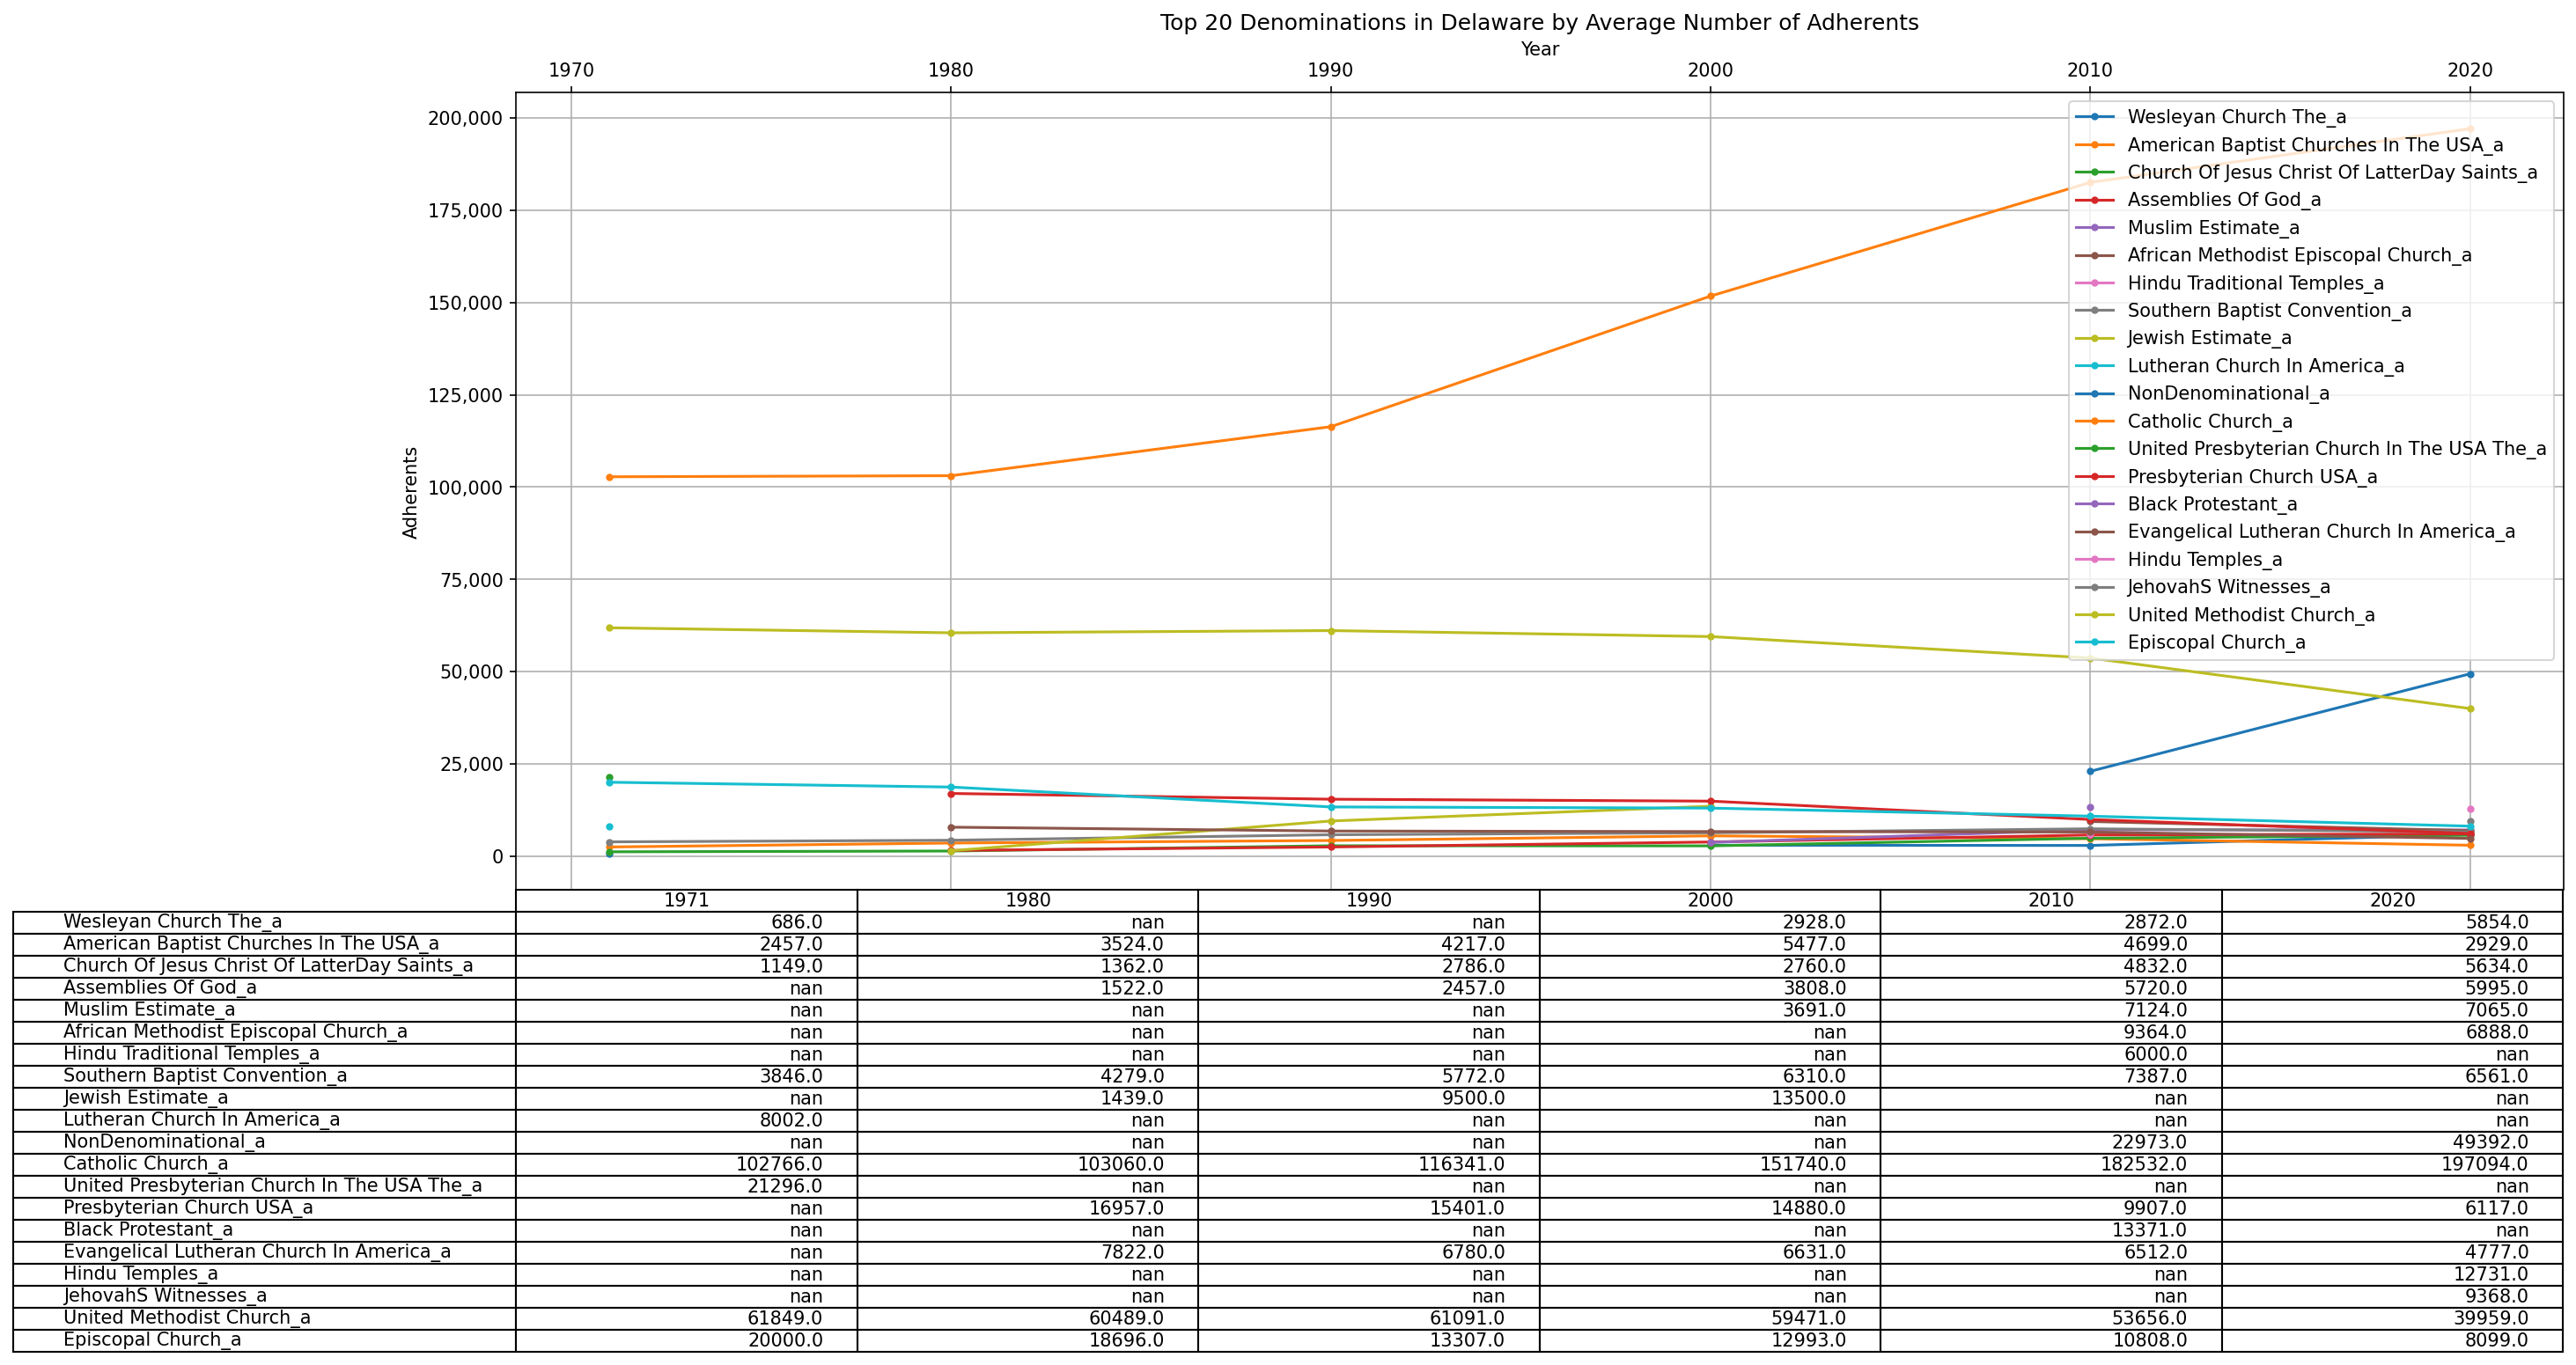 Top 20 Denominations in Delaware by Average Number of Adherents
Year
1970 1980 1990 2000 2010 2020
200,000
175,000
150,000
125,000
100,000
75,000
50,000
25,000
0
Adherents
Wesleyan Church The_a
American Baptist Churches In The USA_a
Church Of Jesus Christ Of LatterDay Saints_a
Assemblies Of God_a
Muslim Estimate_a
African Methodist Episcopal Church_a
Hindu Traditional Temples_a
Southern Baptist Convention_a
Jewish Estimate_a
Lutheran Church In America_a
NonDenominational_a
Catholic Church_a
United Presbyterian Church In The USA The_a
Presbyterian Church USA_a
Black Protestant_a
Evangelical Lutheran Church In America_a
Hindu Temples_a
JehovahS Witnesses_a
United Methodist Church_a
Episcopal Church_a
1971 1980 1990 2000 2010 2020
Wesleyan Church The_a 686.0 nan nan 2928.0 2872.0 5854.0
American Baptist Churches In The USA_a 2457.0 3524.0 4217.0 5477.0 4699.0 2929.0
Church Of Jesus Christ Of LatterDay Saints_a 1149.0 1362.0 2786.0 2760.0 4832.0 5634.0
Assemblies Of God_a nan 1522.0 2457.0 3808.0 5720.0 5995.0
Muslim Estimate_a nan nan nan 3691.0 7124.0 7065.0
African Methodist Episcopal Church_a nan nan nan nan 9364.0 6888.0
Hindu Traditional Temples_a nan nan nan nan 6000.0 nan
Southern Baptist Convention_a 3846.0 4279.0 5772.0 6310.0 7387.0 6561.0
Jewish Estimate_a nan 1439.0 9500.0 13500.0 nan nan
Lutheran Church In America_a 8002.0 nan nan nan nan nan
NonDenominational_a nan nan nan nan 22973.0 49392.0
Catholic Church_a 102766.0 103060.0 116341.0 151740.0 182532.0 197094.0
United Presbyterian Church In The USA The_a 21296.0 nan nan nan nan nan
Presbyterian Church USA_a nan 16957.0 15401.0 14880.0 9907.0 6117.0
Black Protestant_a nan nan nan nan 13371.0 nan
Evangelical Lutheran Church In America_a nan 7822.0 6780.0 6631.0 6512.0 4777.0
Hindu Temples_a nan nan nan nan nan 12731.0
JehovahS Witnesses_a nan nan nan nan nan 9368.0
United Methodist Church_a 61849.0 60489.0 61091.0 59471.0 53656.0 39959.0
Episcopal Church_a 20000.0 18696.0 13307.0 12993.0 10808.0 8099.0